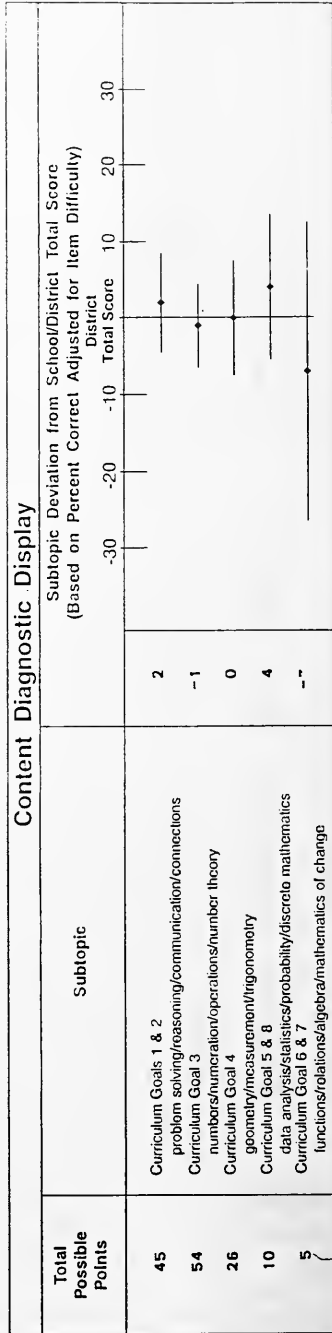 Content Diagnostic Display
Total
Possible
Points
Subtopic
Subtopic Deviation from School/District Total Score
(Based on Percent Correct Adjusted for Item Difficulty)
District
Total Score
-30 -20 -10 10 20 30
45 Curriculum Goals 1 & 2 2
problem solving/reasoning/communication/connections
54 Curriculum Goal 3 -1
numbers/numeration/operations/number theory
26 Curriculum Goal 4 0
geometry/measurement/trigonometry
10 Curriculum Goal 5 & 8 4
data analysis/statistics/probability/discrete mathematics
5 Curriculum Goal 6 & 7 -7
functions/relations/algebra/mathematics of change